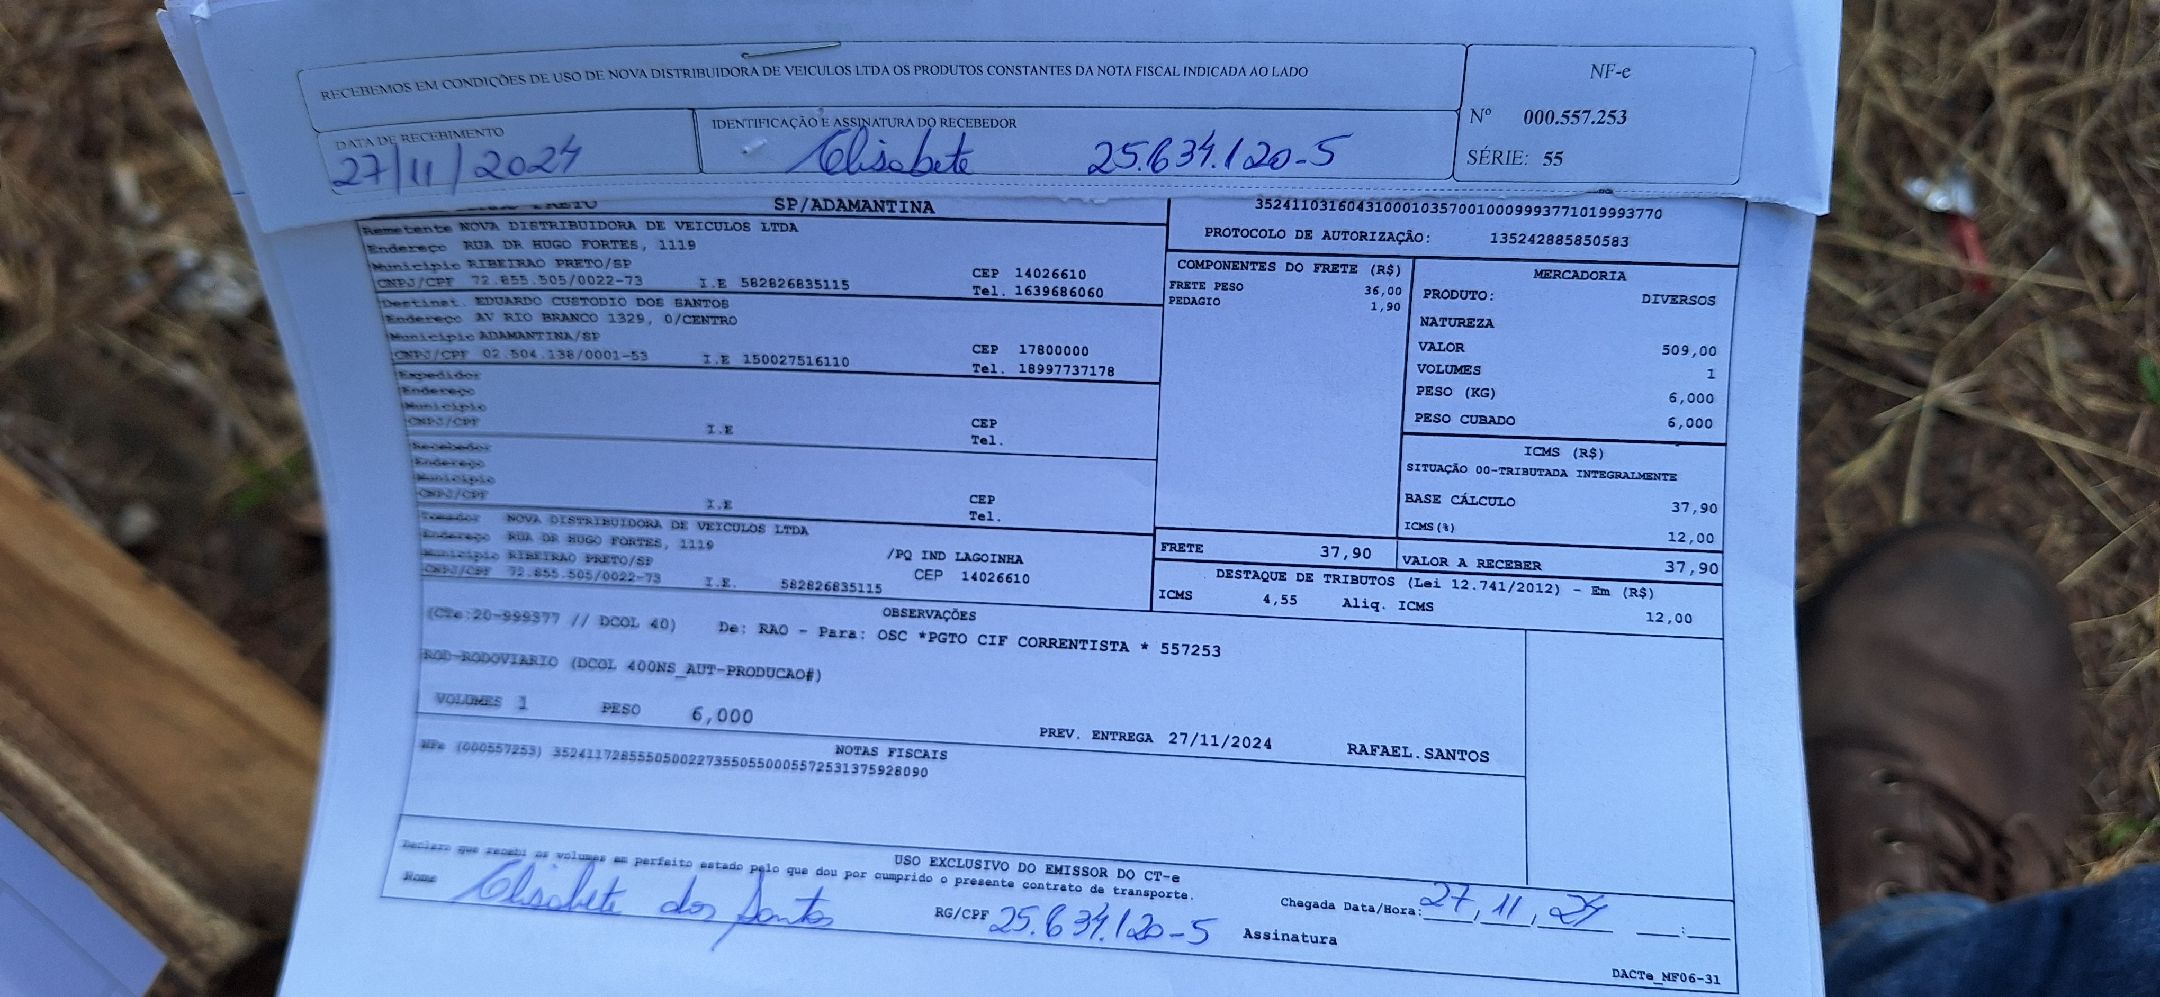 RECEBEMOS EM CONDIÇÕES DE USO DE NOVA DISTRIBUIDORA DE VEICULOS LTDA OS PRODUTOS CONSTANTES DA NOTA FISCAL INDICADA AO LADO
NF-e
Nº 000.557.253
SÉRIE: 55
DATA DE RECEBIMENTO
27/11/2024
IDENTIFICAÇÃO E ASSINATURA DO RECEBEDOR
Elisabete 25.634.120-5
SP/ADAMANTINA
Remetente NOVA DISTRIBUIDORA DE VEICULOS LTDA
Endereço RUA DR HUGO FORTES, 1119
Município RIBEIRAO PRETO/SP
CEP 14026610
CNPJ/CPF 72.855.505/0022-73 I.E 582826835115
Tel. 1639686060
Destinat. EDUARDO CUSTODIO DOS SANTOS
Endereço AV RIO BRANCO 1329, 0/CENTRO
Município ADAMANTINA/SP
CEP 17800000
CNPJ/CPF 02.504.138/0001-53 I.E 150027516110
Tel. 18997737178
Expedidor
Endereço
Município
CEP
CNPJ/CPF I.E
Tel.
Recebedor
Endereço
Município
CEP
CNPJ/CPF I.E
Tel.
Tomador NOVA DISTRIBUIDORA DE VEICULOS LTDA
Endereço RUA DR HUGO FORTES, 1119 /PQ IND LAGOINHA
Município RIBEIRAO PRETO/SP CEP 14026610
CNPJ/CPF 72.855.505/0022-73 I.E. 582826835115
35241103160431000103570010009993771019993770
PROTOCOLO DE AUTORIZAÇÃO: 135242885850583
COMPONENTES DO FRETE (R$)
FRETE PESO 36,00
PEDAGIO 1,90
MERCADORIA
PRODUTO: DIVERSOS
NATUREZA
VALOR 509,00
VOLUMES 1
PESO (KG) 6,000
PESO CUBADO 6,000
ICMS (R$)
SITUAÇÃO 00-TRIBUTADA INTEGRALMENTE
BASE CÁLCULO 37,90
ICMS(%) 12,00
FRETE 37,90
VALOR A RECEBER 37,90
DESTAQUE DE TRIBUTOS (Lei 12.741/2012) - Em (R$)
ICMS 4,55 Aliq. ICMS 12,00
OBSERVAÇÕES
(CTe:20-999377 // DCOL 40) De: RAO - Para: OSC *PGTO CIF CORRENTISTA * 557253
ROD-RODOVIARIO (DCOL 400NS_AUT-PRODUCAO#)
VOLUMES 1 PESO 6,000
PREV. ENTREGA 27/11/2024 RAFAEL.SANTOS
NOTAS FISCAIS
NFe (000557253) 35241172855505002273550550005572531375928090
USO EXCLUSIVO DO EMISSOR DO CT-e
Declaro que recebi os volumes em perfeito estado pelo que dou por cumprido o presente contrato de transporte.
Nome Elisabete dos Santos
RG/CPF 25.634.120-5
Chegada Data/Hora: 27/11/24 __:__
Assinatura
DACTe_MF06-31